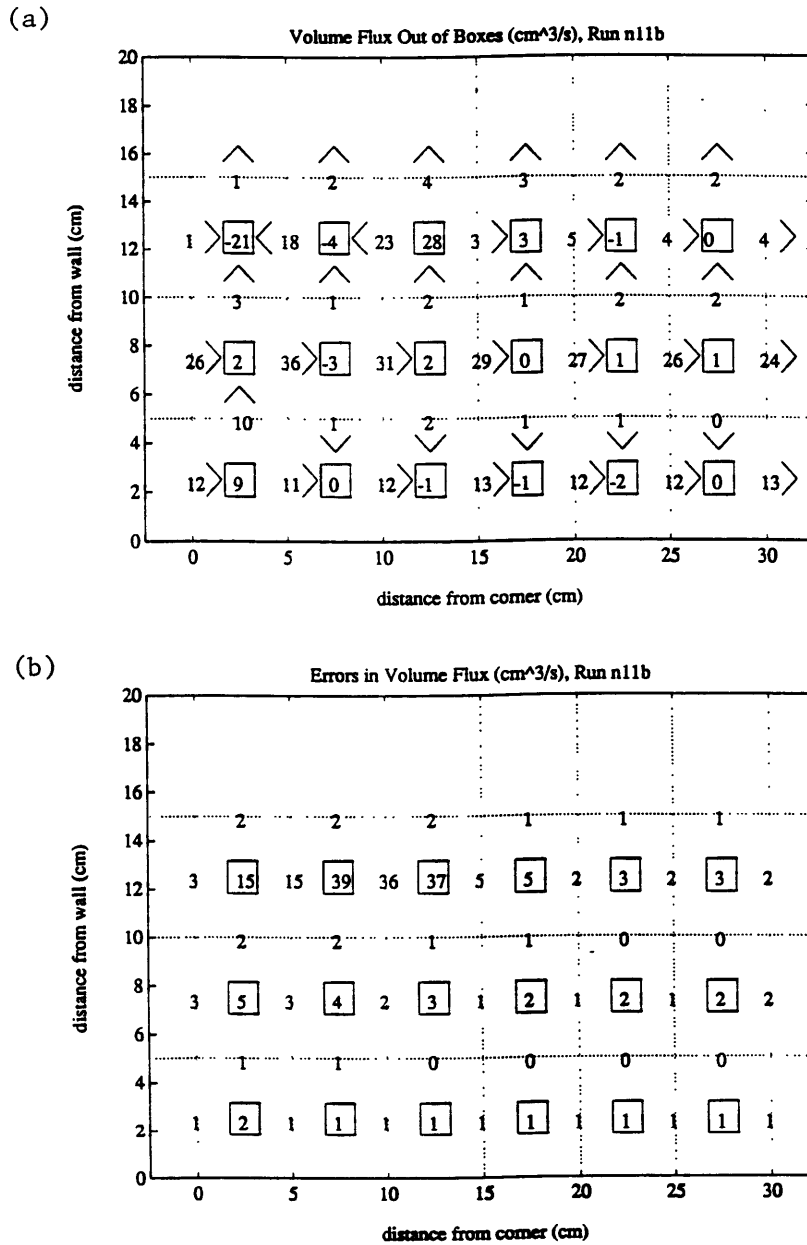 (a)
Volume Flux Out of Boxes (cm^3/s), Run n11b
20
18
16
14
12
10
8
6
4
2
0
distance from wall (cm)
1 2 4 3 2 2
1 -21 18 -4 23 28 3 3 5 -1 4 0 4
3 1 2 1 2 2
26 2 36 -3 31 2 29 0 27 1 26 1 24
10 1 2 1 1 0
12 9 11 0 12 -1 13 -1 12 -2 12 0 13
0 5 10 15 20 25 30
distance from corner (cm)
(b)
Errors in Volume Flux (cm^3/s), Run n11b
20
18
16
14
12
10
8
6
4
2
0
distance from wall (cm)
2 2 2 1 1 1
3 15 15 39 36 37 5 5 2 3 2 3 2
2 2 1 1 0 0
3 5 3 4 2 3 1 2 1 2 1 2 2
1 1 0 0 0 0
1 2 1 1 1 1 1 1 1 1 1 1 1
0 5 10 15 20 25 30
distance from corner (cm)